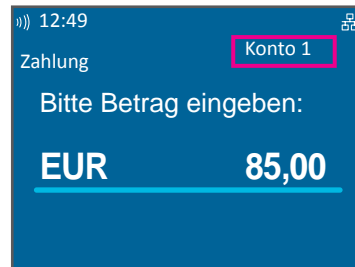 12:49
Konto 1
Zahlung
Bitte Betrag eingeben:
EUR 85,00